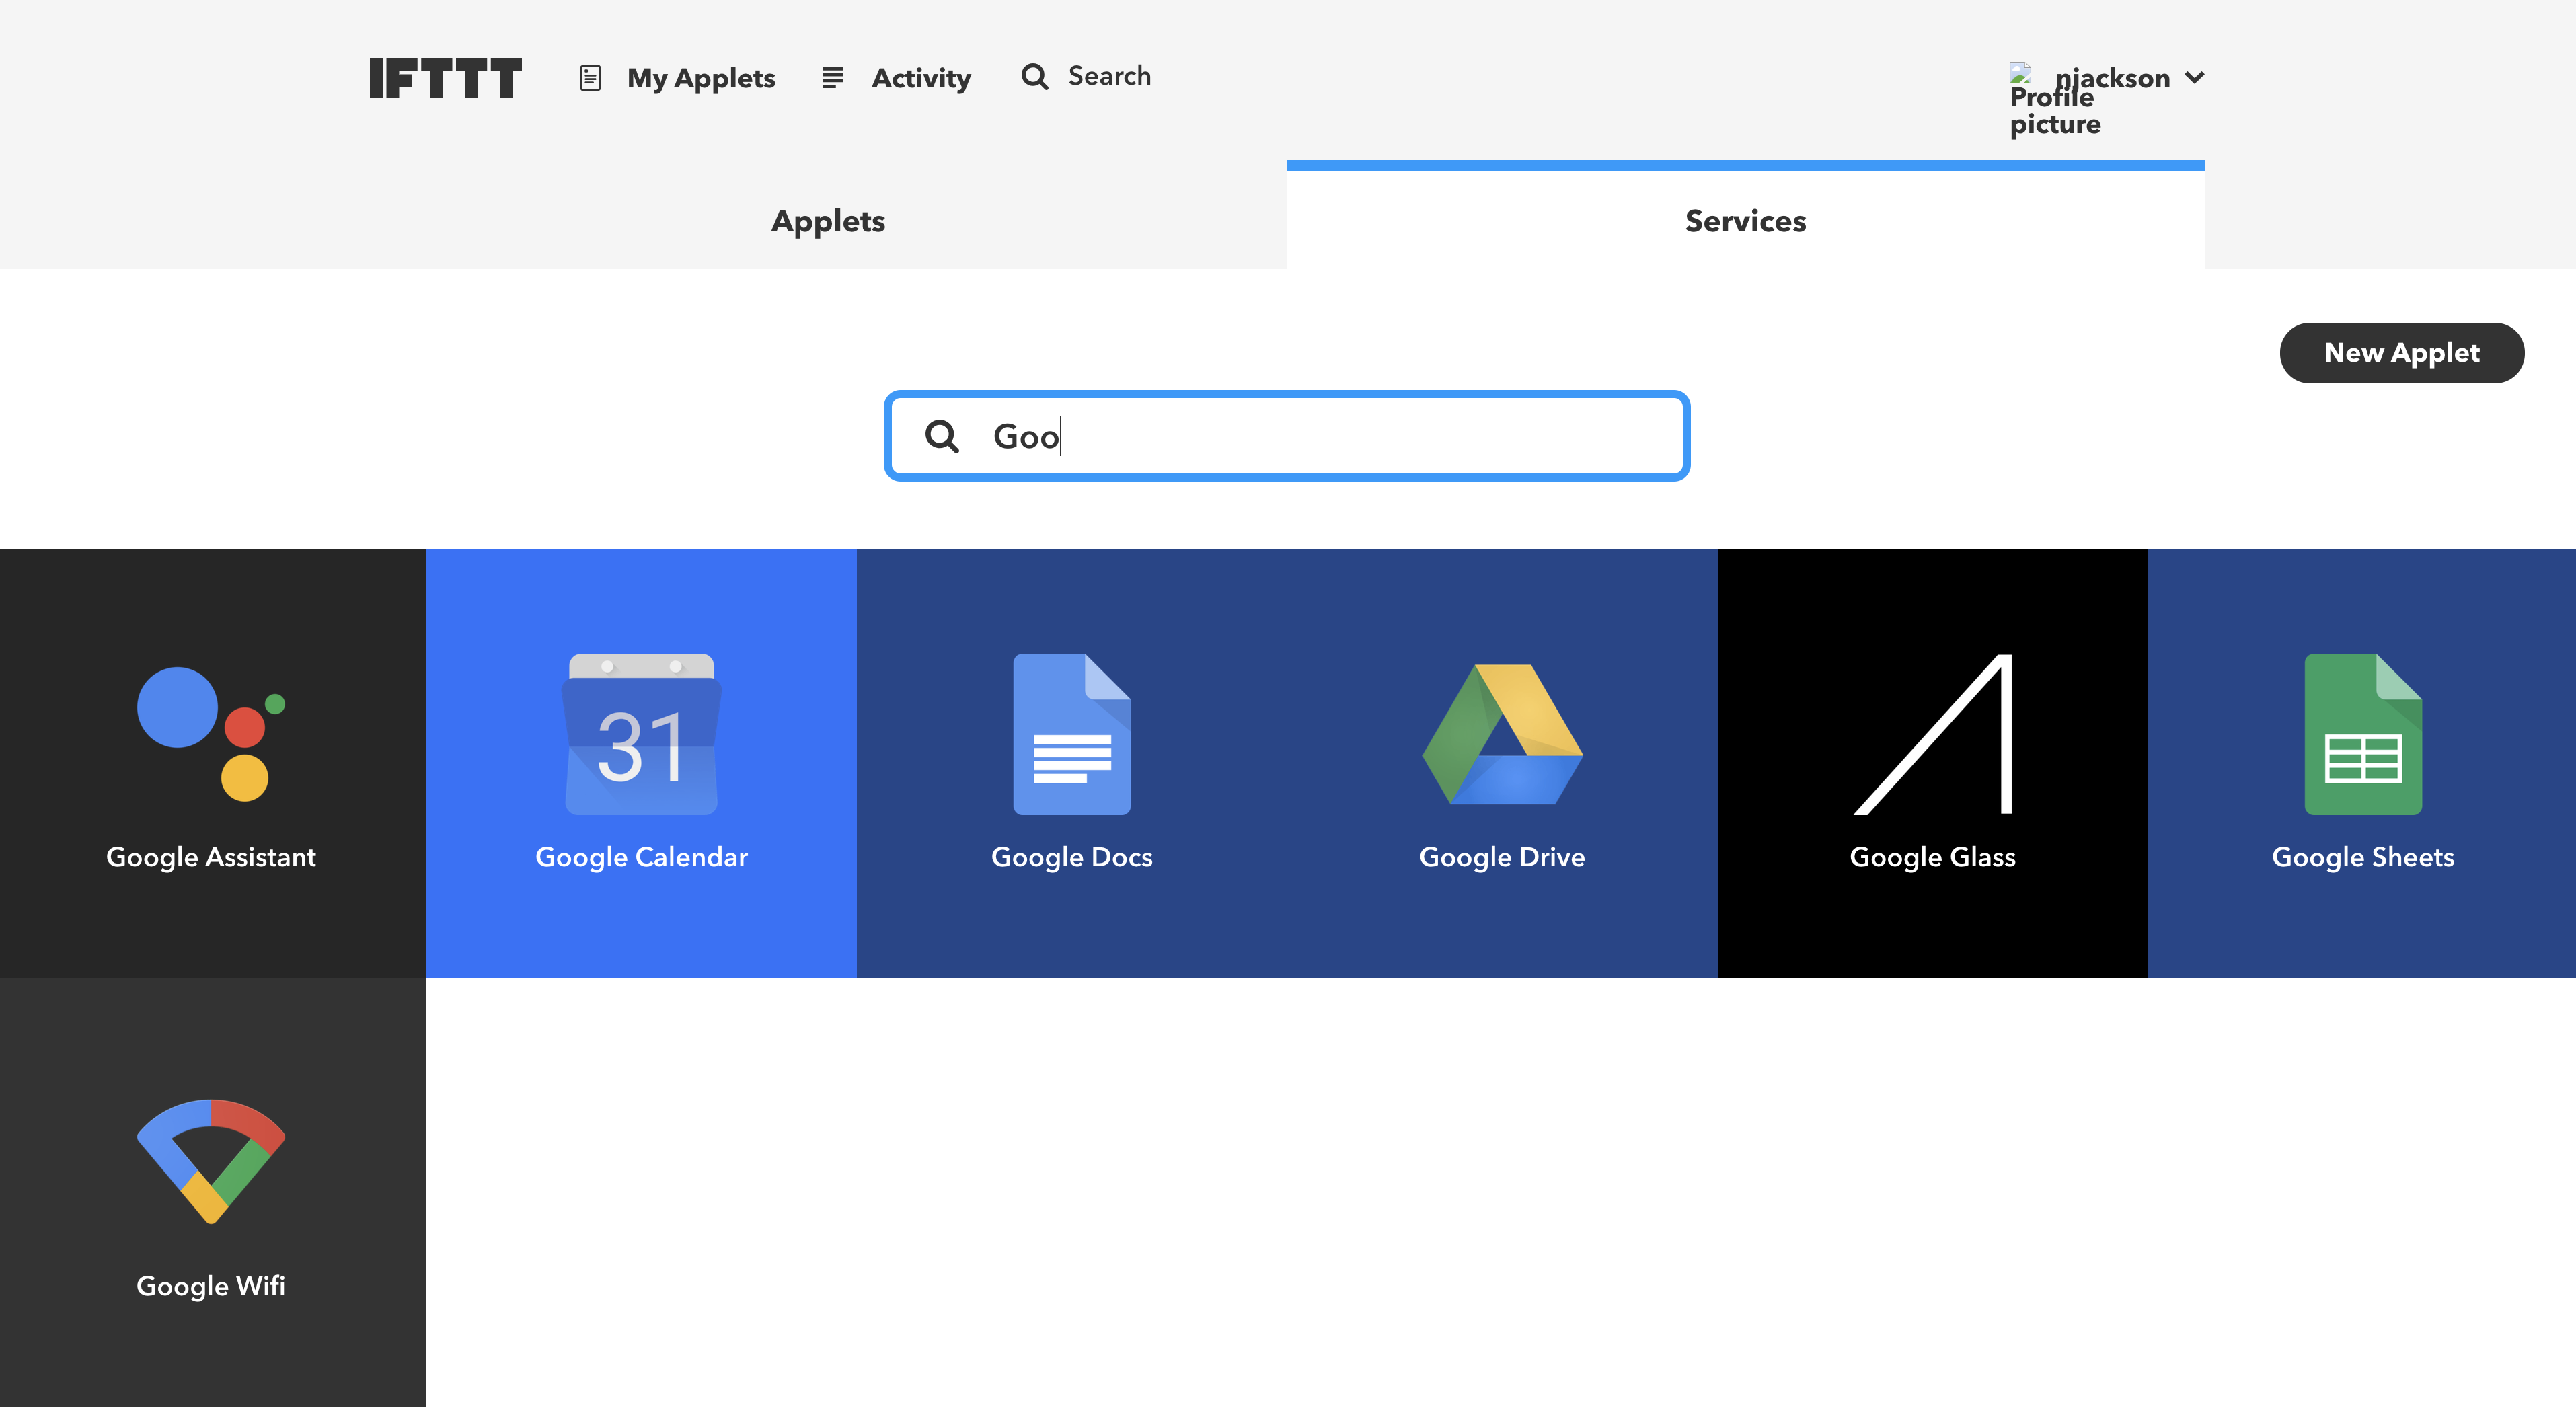 IFTTT
My Applets
Activity
Search
njackson
Profile
picture
Applets
Services
New Applet
Goo
31
Google Assistant
Google Calendar
Google Docs
Google Drive
Google Glass
Google Sheets
Google Wifi